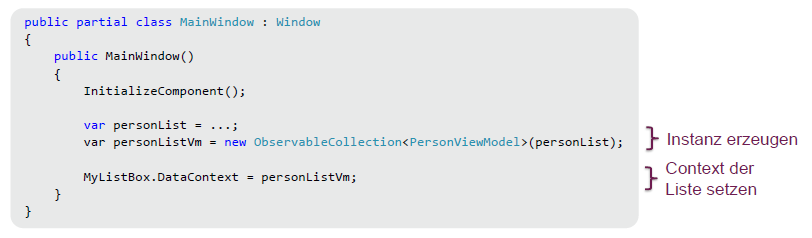 public partial class MainWindow : Window
{
public MainWindow()
{
InitializeComponent();
var personList = ...;
var personListVm = new ObservableCollection<PersonViewModel>(personList);
Instanz erzeugen
MyListBox.DataContext = personListVm;
Context der
Liste setzen
}
}